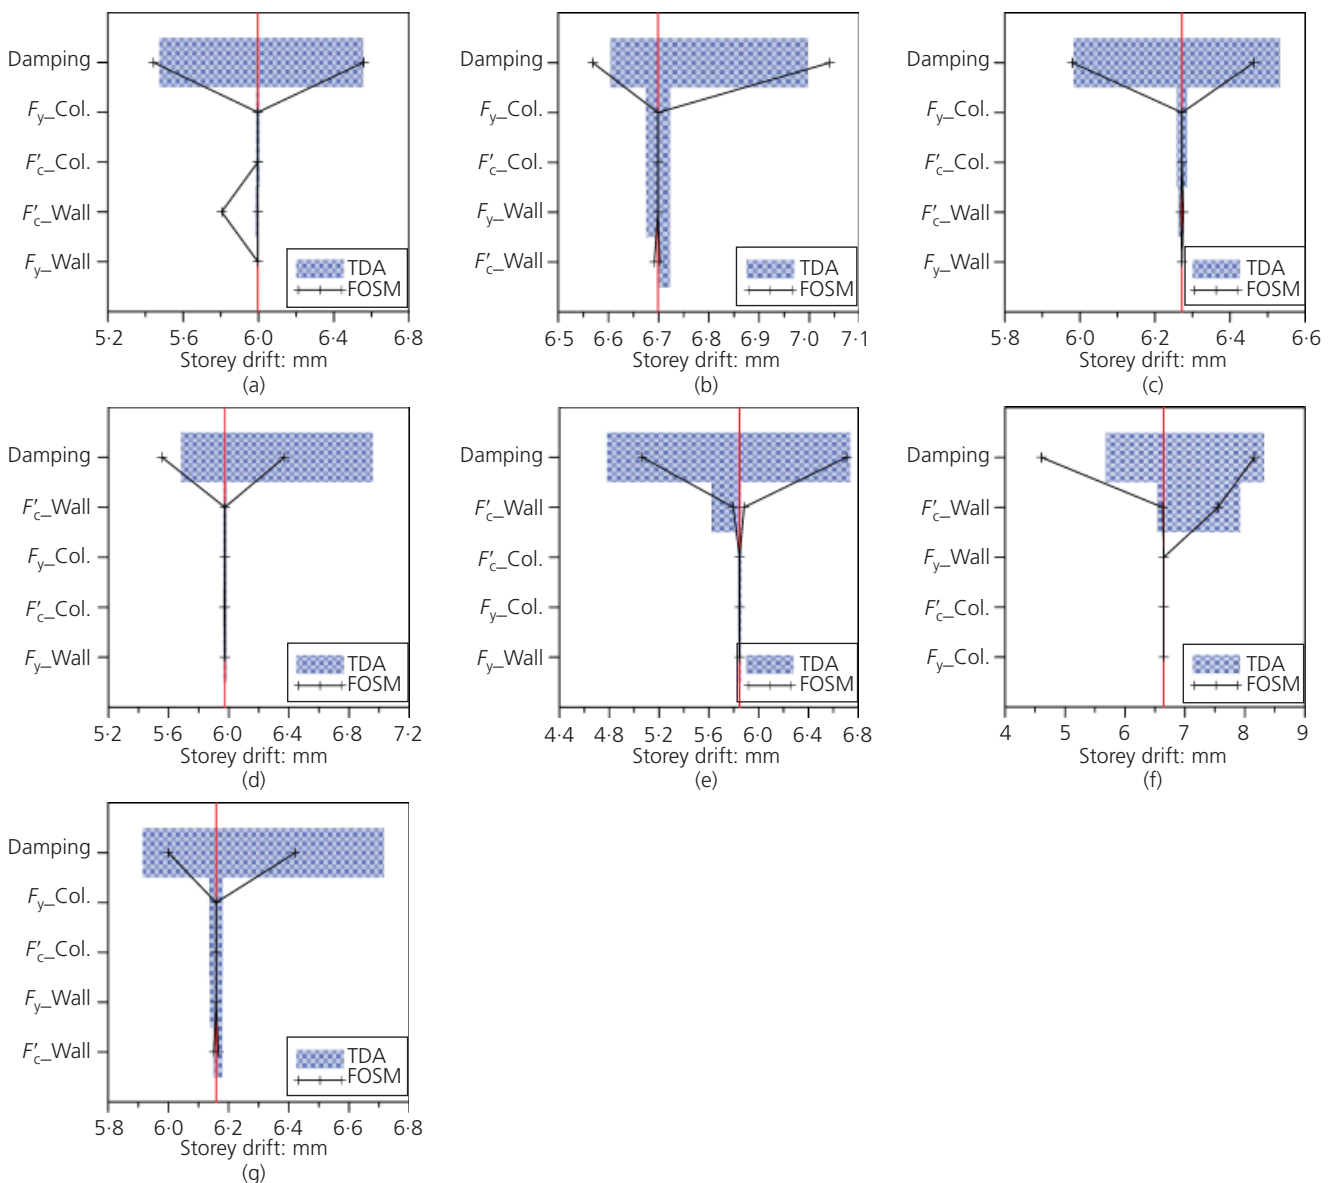 Damping
F_y_Col.
F'_c_Col.
F'_c_Wall
F_y_Wall
TDA
FOSM
5·2 5·6 6·0 6·4 6·8
Storey drift: mm
(a)
Damping
F_y_Col.
F'_c_Col.
F_y_Wall
F'_c_Wall
TDA
FOSM
6·5 6·6 6·7 6·8 6·9 7·0 7·1
Storey drift: mm
(b)
Damping
F_y_Col.
F'_c_Col.
F'_c_Wall
F_y_Wall
TDA
FOSM
5·8 6·0 6·2 6·4 6·6
Storey drift: mm
(c)
Damping
F'_c_Wall
F_y_Col.
F'_c_Col.
F_y_Wall
TDA
FOSM
5·2 5·6 6·0 6·4 6·8 7·2
Storey drift: mm
(d)
Damping
F'_c_Wall
F'_c_Col.
F_y_Col.
F_y_Wall
TDA
FOSM
4·4 4·8 5·2 5·6 6·0 6·4 6·8
Storey drift: mm
(e)
Damping
F'_c_Wall
F_y_Wall
F'_c_Col.
F_y_Col.
TDA
FOSM
4 5 6 7 8 9
Storey drift: mm
(f)
Damping
F_y_Col.
F'_c_Col.
F_y_Wall
F'_c_Wall
TDA
FOSM
5·8 6·0 6·2 6·4 6·6 6·8
Storey drift: mm
(g)